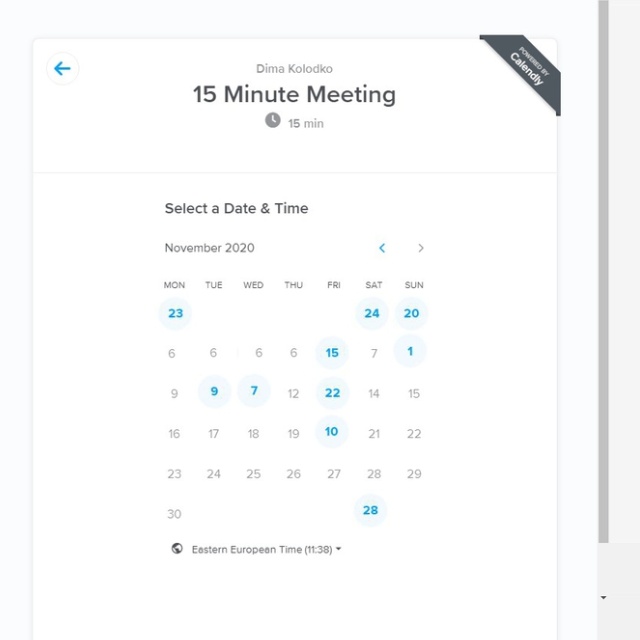 Dima Kolodko
POWERED BY
Calendly
15 Minute Meeting
15 min
Select a Date & Time
November 2020
MON TUE WED THU FRI SAT SUN
23 24 20
6 6 6 6 15 7 1
9 9 7 12 22 14 15
16 17 18 19 10 21 22
23 24 25 26 27 28 29
30 28
Eastern European Time (11:38)